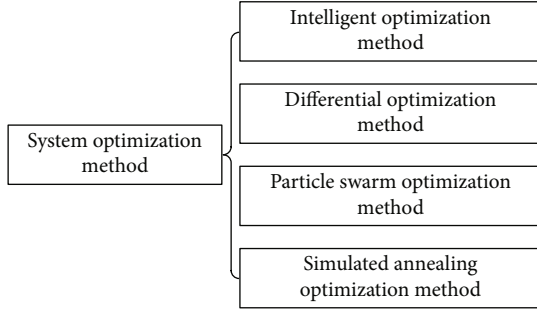 System optimization
method
Intelligent optimization
method
Differential optimization
method
Particle swarm optimization
method
Simulated annealing
optimization method